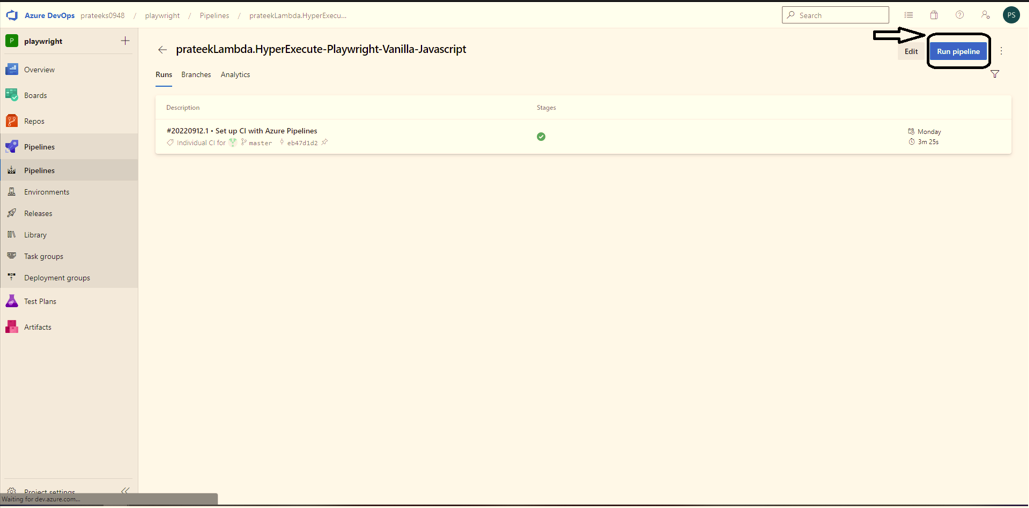 Azure DevOps prateeks0948 / playwright / Pipelines / prateekLambda.HyperExecu...
Search
PS
P playwright
Overview
Boards
Repos
Pipelines
Pipelines
Environments
Releases
Library
Task groups
Deployment groups
Test Plans
Artifacts
Project settings
Waiting for dev.azure.com...
prateekLambda.HyperExecute-Playwright-Vanilla-Javascript
Edit
Run pipeline
Runs Branches Analytics
Description Stages
#20220912.1 • Set up CI with Azure Pipelines
Individual CI for master eb47d1d2
Monday
3m 25s